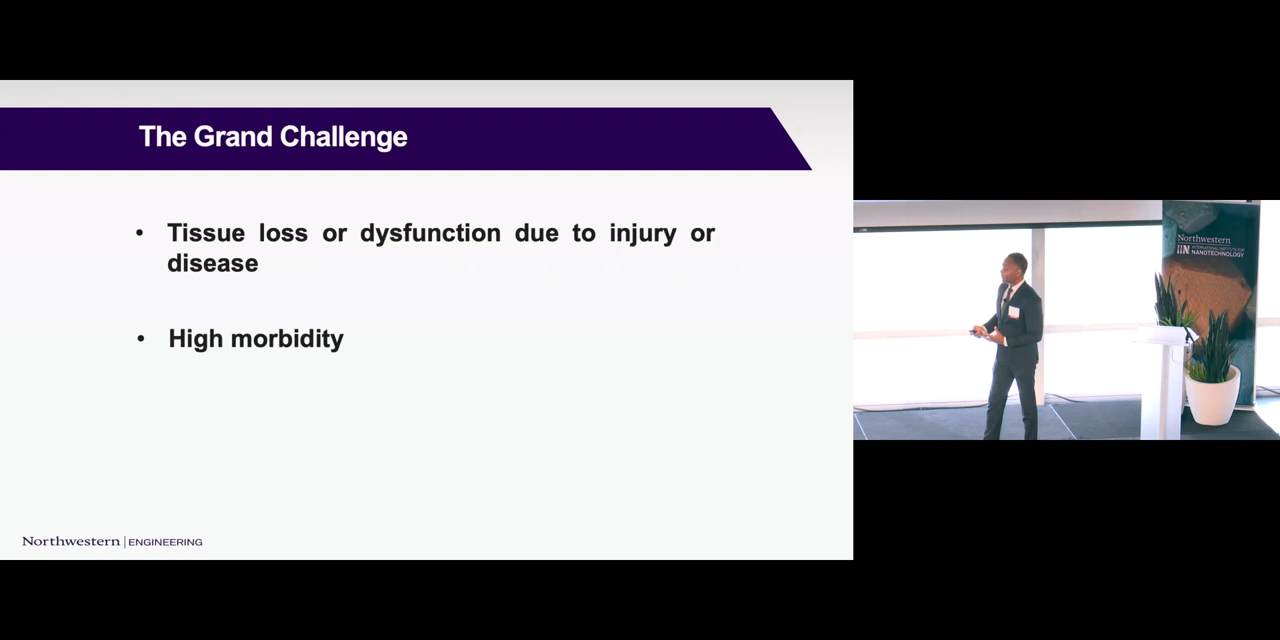 The Grand Challenge
• Tissue loss or dysfunction due to injury or
disease
• High morbidity
Northwestern | ENGINEERING
Northwestern
INTERNATIONAL INSTITUTE FOR
NANOTECHNOLOGY